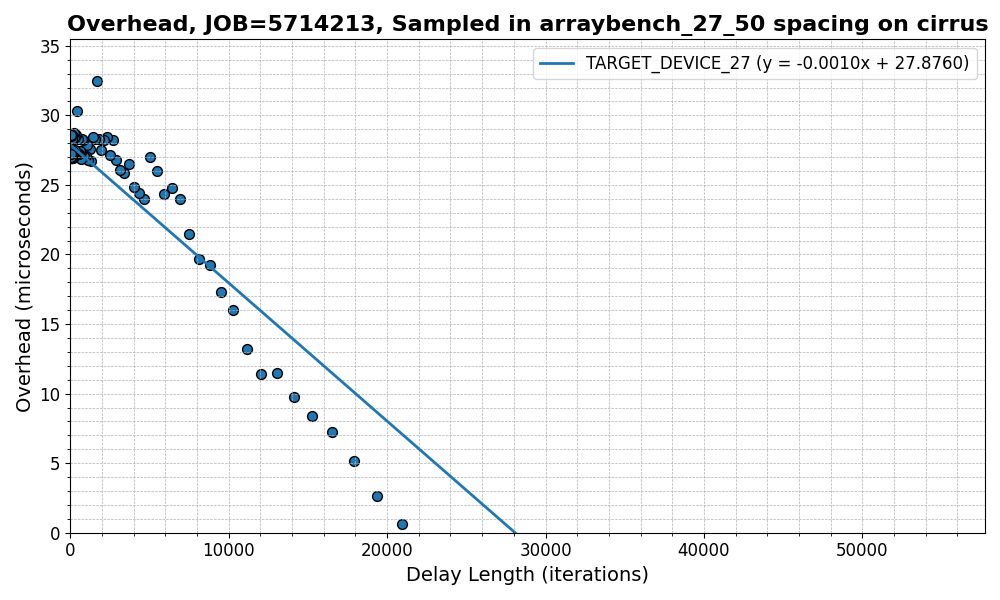 Overhead, JOB=5714213, Sampled in arraybench_27_50 spacing on cirrus
TARGET_DEVICE_27 (y = -0.0010x + 27.8760)
Overhead (microseconds)
35
30
25
20
15
10
5
0
0 10000 20000 30000 40000 50000
Delay Length (iterations)